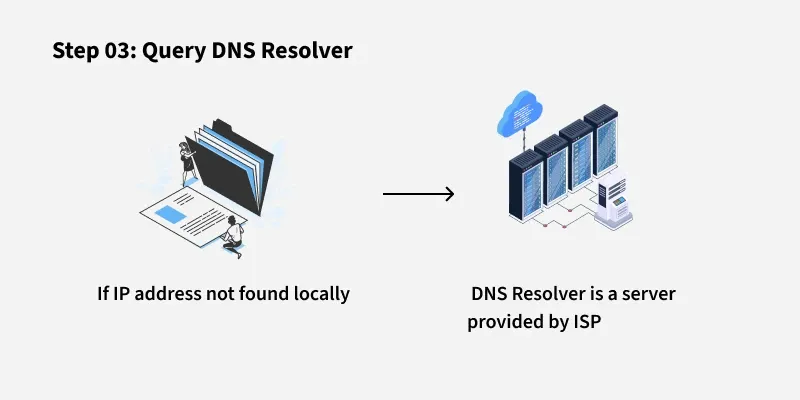 Step 03: Query DNS Resolver
If IP address not found locally
DNS Resolver is a server
provided by ISP